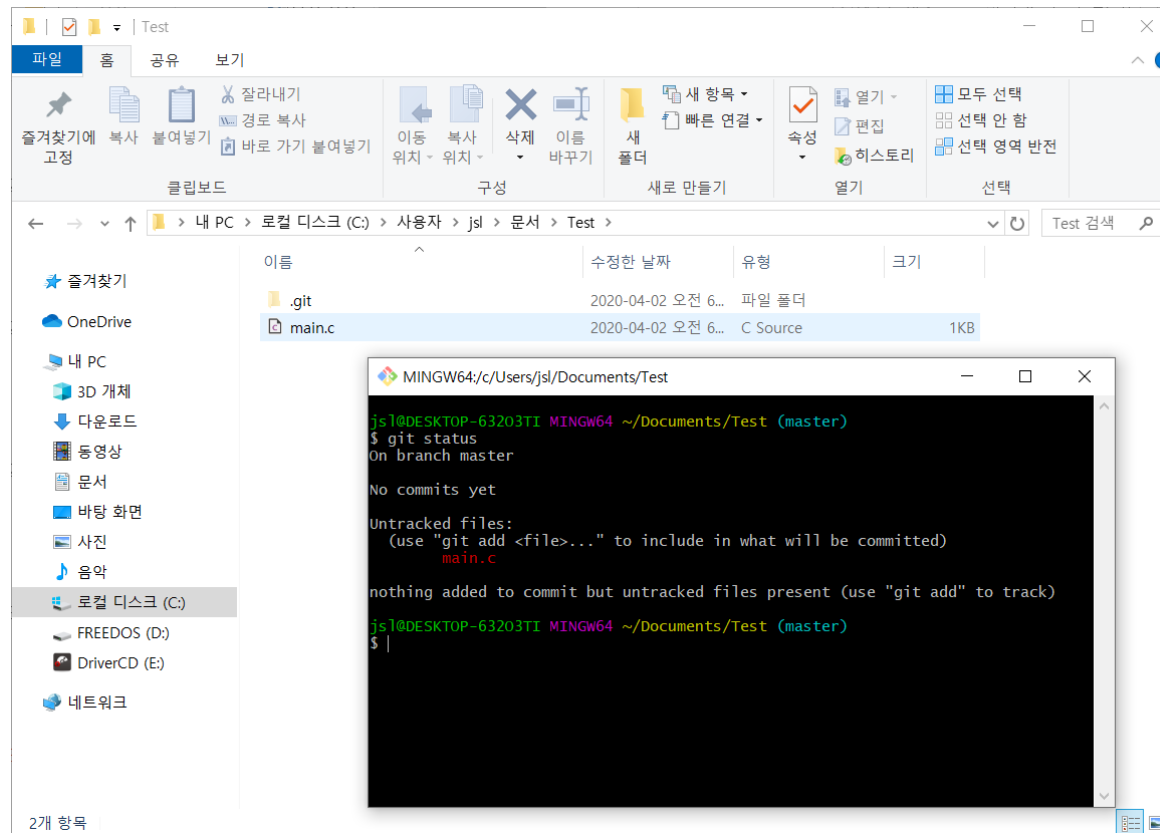 Test
파일 홈 공유 보기
즐겨찾기에 고정
복사
붙여넣기
잘라내기
경로 복사
바로 가기 붙여넣기
클립보드
이동 위치
복사 위치
삭제
이름 바꾸기
구성
새 폴더
새 항목
빠른 연결
새로 만들기
속성
열기
편집
히스토리
열기
모두 선택
선택 안 함
선택 영역 반전
선택
내 PC > 로컬 디스크 (C:) > 사용자 > jsl > 문서 > Test >
Test 검색
이름 수정한 날짜 유형 크기
.git 2020-04-02 오전 6... 파일 폴더
main.c 2020-04-02 오전 6... C Source 1KB
즐겨찾기
OneDrive
내 PC
3D 개체
다운로드
동영상
문서
바탕 화면
사진
음악
로컬 디스크 (C:)
FREEDOS (D:)
DriverCD (E:)
네트워크
2개 항목
MINGW64:/c/Users/jsl/Documents/Test
jsl@DESKTOP-632O3TI MINGW64 ~/Documents/Test (master)
$ git status
On branch master
No commits yet
Untracked files:
(use "git add <file>..." to include in what will be committed)
main.c
nothing added to commit but untracked files present (use "git add" to track)
jsl@DESKTOP-632O3TI MINGW64 ~/Documents/Test (master)
$